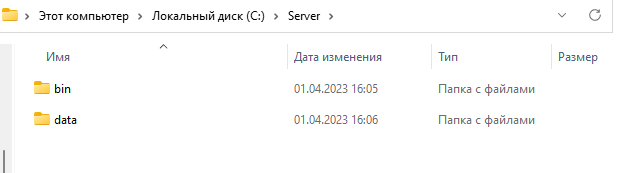 Этот компьютер > Локальный диск (C:) > Server >
Имя Дата изменения Тип Размер
bin 01.04.2023 16:05 Папка с файлами
data 01.04.2023 16:06 Папка с файлами